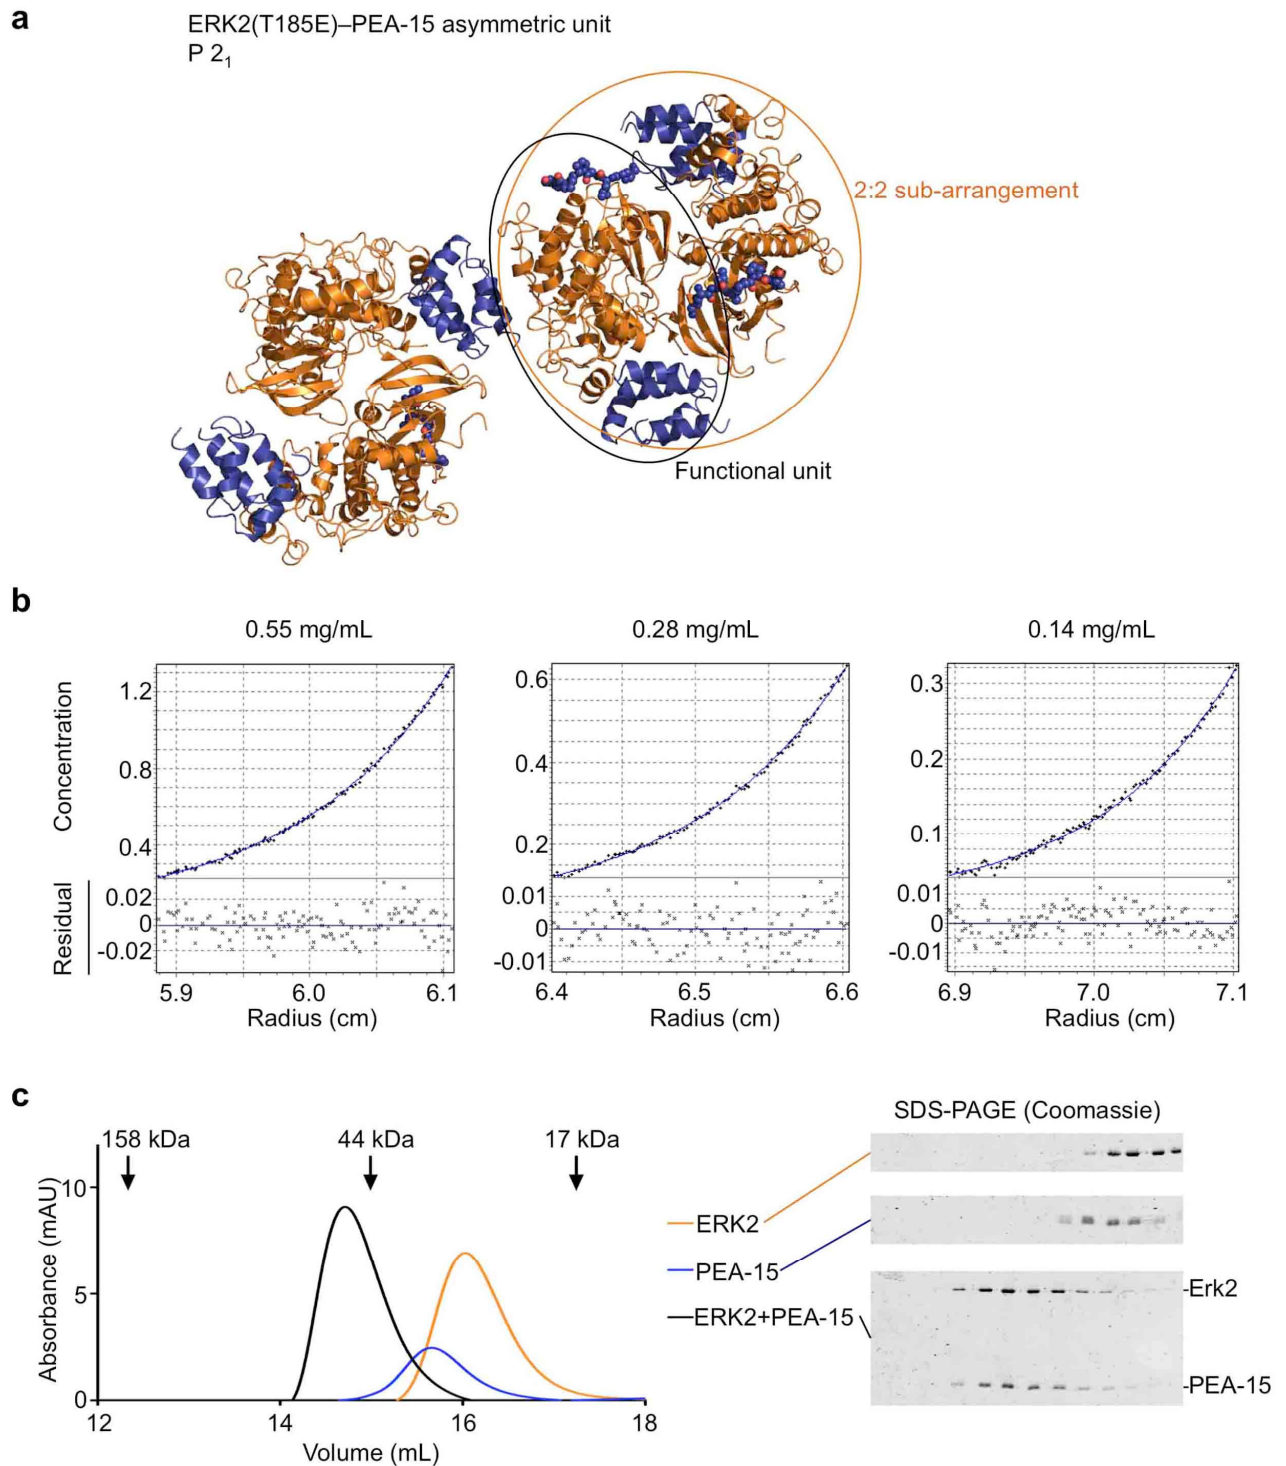 a
ERK2(T185E)–PEA-15 asymmetric unit
P 2₁
2:2 sub-arrangement
Functional unit
b
0.55 mg/mL
0.28 mg/mL
0.14 mg/mL
Concentration
1.2
0.8
0.4
0.6
0.4
0.2
0.3
0.2
0.1
Residual
0.02
0
-0.02
0.01
0
-0.01
0.01
0
-0.01
5.9
6.0
6.1
6.4
6.5
6.6
6.9
7.0
7.1
Radius (cm)
Radius (cm)
Radius (cm)
c
SDS-PAGE (Coomassie)
158 kDa
44 kDa
17 kDa
Absorbance (mAU)
10
5
0
12
14
16
18
Volume (mL)
ERK2
PEA-15
ERK2+PEA-15
-Erk2
-PEA-15